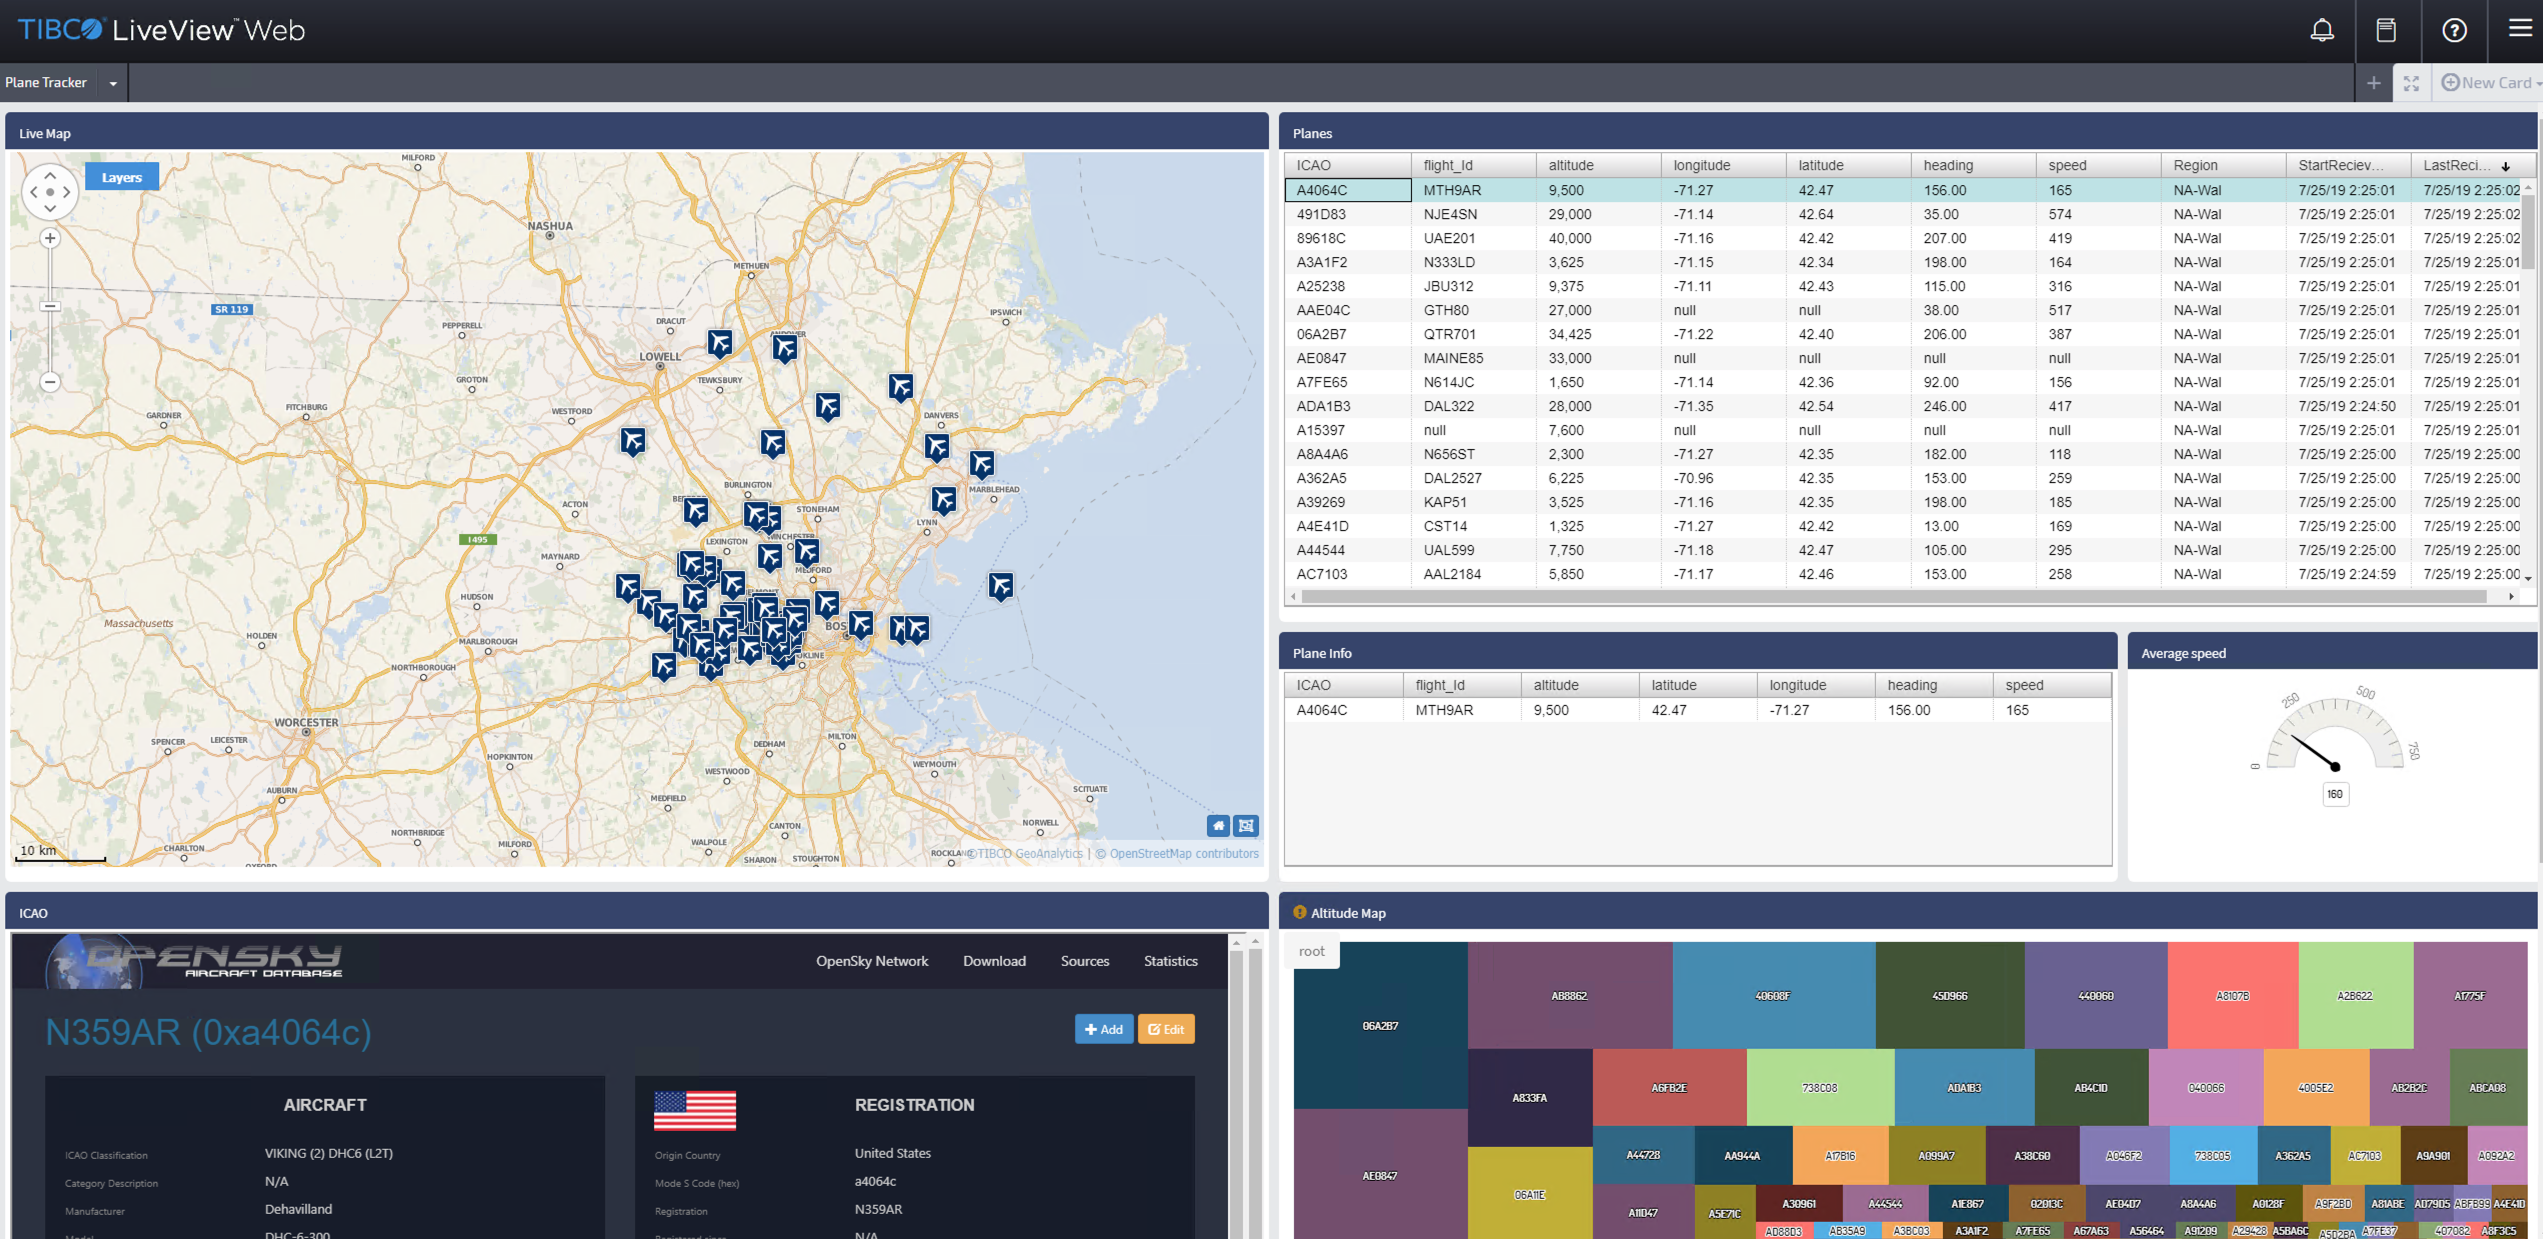 TIBCO LiveView™ Web
Plane Tracker
New Card
Live Map
Layers
MILFORD
NASHUA
METHUEN
SR 119
PEPPERELL
DRACUT
ANDOVER
IPSWICH
LOWELL
TEWKSBURY
GROTON
FITCHBURG
GARDNER
WESTFORD
DANVERS
BURLINGTON
MARBLEHEAD
ACTON
STONEHAM
LYNN
I 495
LEXINGTON
MAYNARD
MEDFORD
HUDSON
Massachusetts
HOLDEN
MARLBOROUGH
NORTHBOROUGH
WORCESTER
SPENCER
LEICESTER
DEDHAM
MILTON
HOPKINTON
WEYMOUTH
WESTWOOD
AUBURN
MEDFIELD
SCITUATE
NORTHBRIDGE
CANTON
NORWELL
CHARLTON
MILFORD
WALPOLE
SHARON
STOUGHTON
10 km
©TIBCO GeoAnalytics | © OpenStreetMap contributors
Planes
ICAO flight_Id altitude longitude latitude heading speed Region StartReciev... LastReci...
A4064C MTH9AR 9,500 -71.27 42.47 156.00 165 NA-Wal 7/25/19 2:25:01 7/25/19 2:25:02
491D83 NJE4SN 29,000 -71.14 42.64 35.00 574 NA-Wal 7/25/19 2:25:01 7/25/19 2:25:02
89618C UAE201 40,000 -71.16 42.42 207.00 419 NA-Wal 7/25/19 2:25:01 7/25/19 2:25:02
A3A1F2 N333LD 3,625 -71.15 42.34 198.00 164 NA-Wal 7/25/19 2:25:01 7/25/19 2:25:01
A25238 JBU312 9,375 -71.11 42.43 115.00 316 NA-Wal 7/25/19 2:25:01 7/25/19 2:25:01
AAE04C GTH80 27,000 null null 38.00 517 NA-Wal 7/25/19 2:25:01 7/25/19 2:25:01
06A2B7 QTR701 34,425 -71.22 42.40 206.00 387 NA-Wal 7/25/19 2:25:01 7/25/19 2:25:01
AE0847 MAINE85 33,000 null null null null NA-Wal 7/25/19 2:25:01 7/25/19 2:25:01
A7FE65 N614JC 1,650 -71.14 42.36 92.00 156 NA-Wal 7/25/19 2:25:01 7/25/19 2:25:01
ADA1B3 DAL322 28,000 -71.35 42.54 246.00 417 NA-Wal 7/25/19 2:24:50 7/25/19 2:25:01
A15397 null 7,600 null null null null NA-Wal 7/25/19 2:25:01 7/25/19 2:25:01
A8A4A6 N656ST 2,300 -71.27 42.35 182.00 118 NA-Wal 7/25/19 2:25:00 7/25/19 2:25:00
A362A5 DAL2527 6,225 -70.96 42.35 153.00 259 NA-Wal 7/25/19 2:25:00 7/25/19 2:25:00
A39269 KAP51 3,525 -71.16 42.35 198.00 185 NA-Wal 7/25/19 2:25:00 7/25/19 2:25:00
A4E41D CST14 1,325 -71.27 42.42 13.00 169 NA-Wal 7/25/19 2:25:00 7/25/19 2:25:00
A44544 UAL599 7,750 -71.18 42.47 105.00 295 NA-Wal 7/25/19 2:25:00 7/25/19 2:25:00
AC7103 AAL2184 5,850 -71.17 42.46 153.00 258 NA-Wal 7/25/19 2:24:59 7/25/19 2:25:00
Plane Info
ICAO flight_Id altitude latitude longitude heading speed
A4064C MTH9AR 9,500 42.47 -71.27 156.00 165
Average speed
0 250 500 750
160
ICAO
OPENSKY
AIRCRAFT DATABASE
OpenSky Network Download Sources Statistics
N359AR (0xa4064c)
Add Edit
AIRCRAFT
ICAO Classification VIKING (2) DHC6 (L2T)
Category Description N/A
Manufacturer Dehavilland
Model DHC-6-300
REGISTRATION
Origin Country United States
Mode S Code (hex) a4064c
Registration N359AR
Registered since N/A
Altitude Map
root
06A2B7 AB8862 40608F 45D966 440060 A8107B A2B622 A1775F
A833FA A6FB2E 738C08 ADA1B3 AB4C1D 040066 4005E2 AB2B2C ABCA08
AE0847 06A11E A44728 AA944A A17B16 A099A7 A38C60 A046F2 738C05 A362A5 AC7103 A9A901 A092A2
A11D47 A5E71C A30961 A44544 A1E867 02013C AE04D7 A8A4A6 A0128F A9F2BD A81ABE AD79D5 ABFB99 A4E41D
AD88D3 AB35A9 A3BC03 A3A1F2 A7FE65 A67A63 A56464 A912D9 A29428 A5BA6C A5D2BA A7FE37 407082 A8F3C5